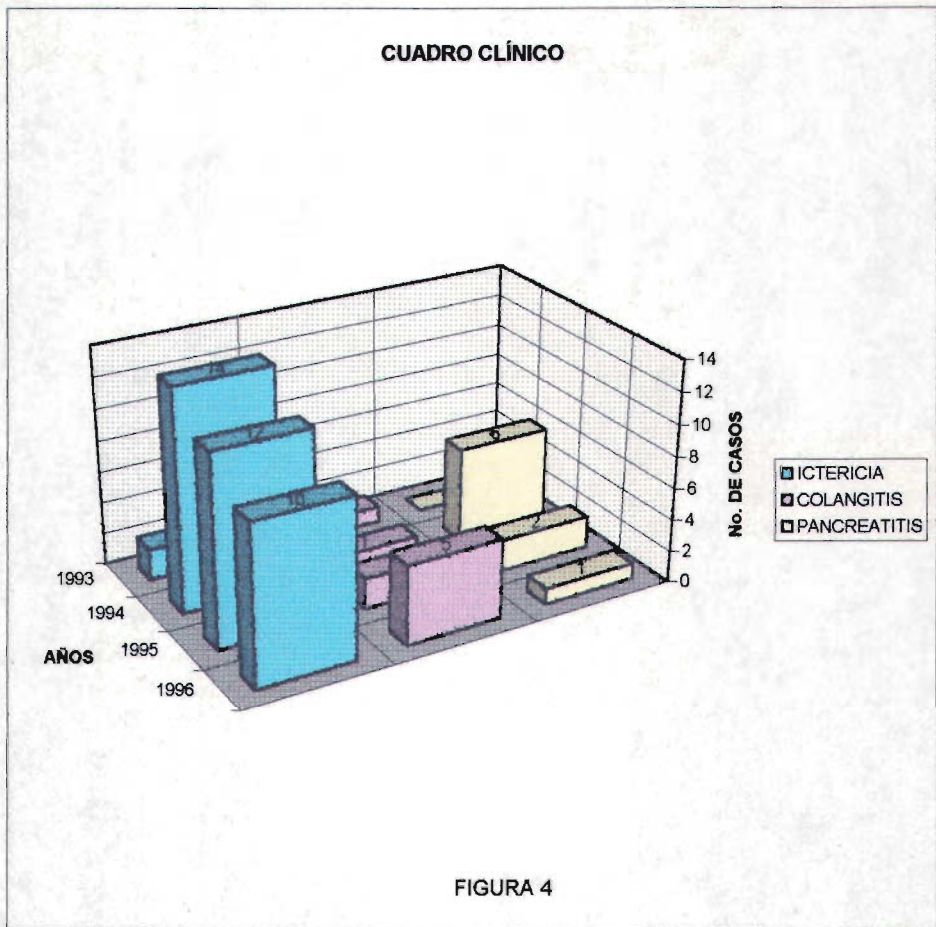 CUADRO CLÍNICO
6
2
1
14
12
10
8
6
4
2
0
No. DE CASOS
1993
1994
1995
1996
AÑOS
ICTERICIA
COLANGITIS
PANCREATITIS
FIGURA 4